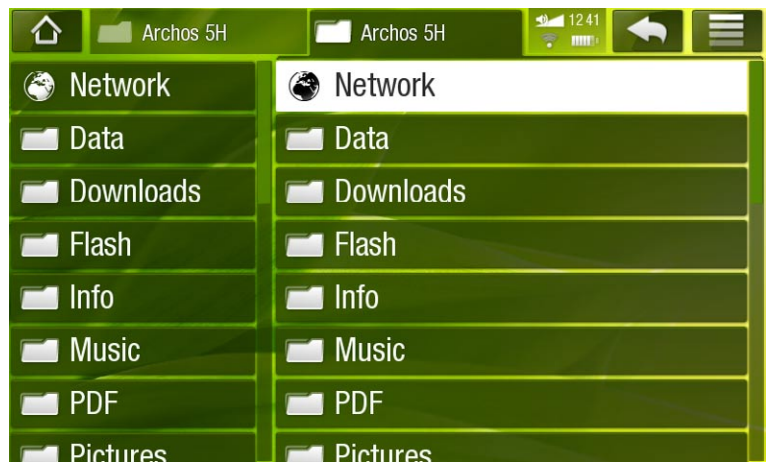 Archos 5H
Archos 5H
12:41
Network
Data
Downloads
Flash
Info
Music
PDF
Pictures
Network
Data
Downloads
Flash
Info
Music
PDF
Pictures